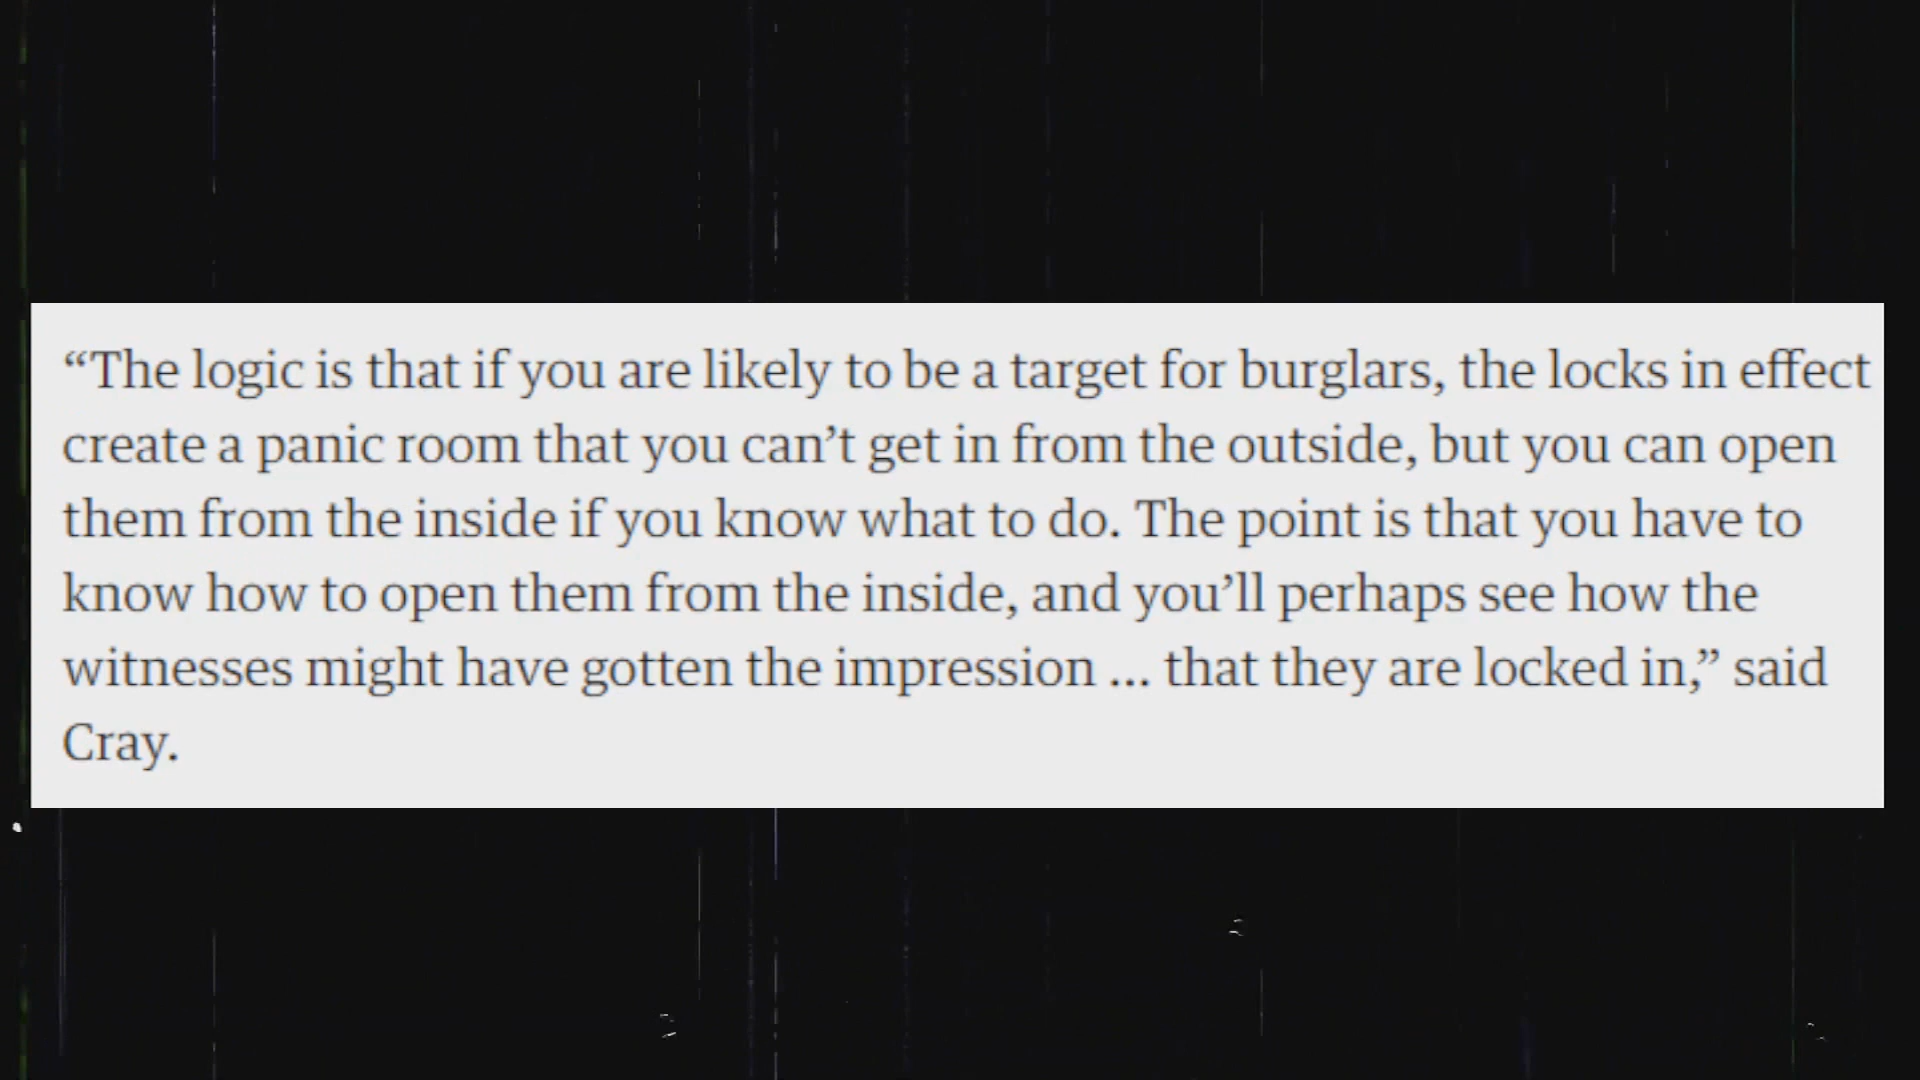 “The logic is that if you are likely to be a target for burglars, the locks in effect
create a panic room that you can’t get in from the outside, but you can open
them from the inside if you know what to do. The point is that you have to
know how to open them from the inside, and you’ll perhaps see how the
witnesses might have gotten the impression ... that they are locked in,” said
Cray.